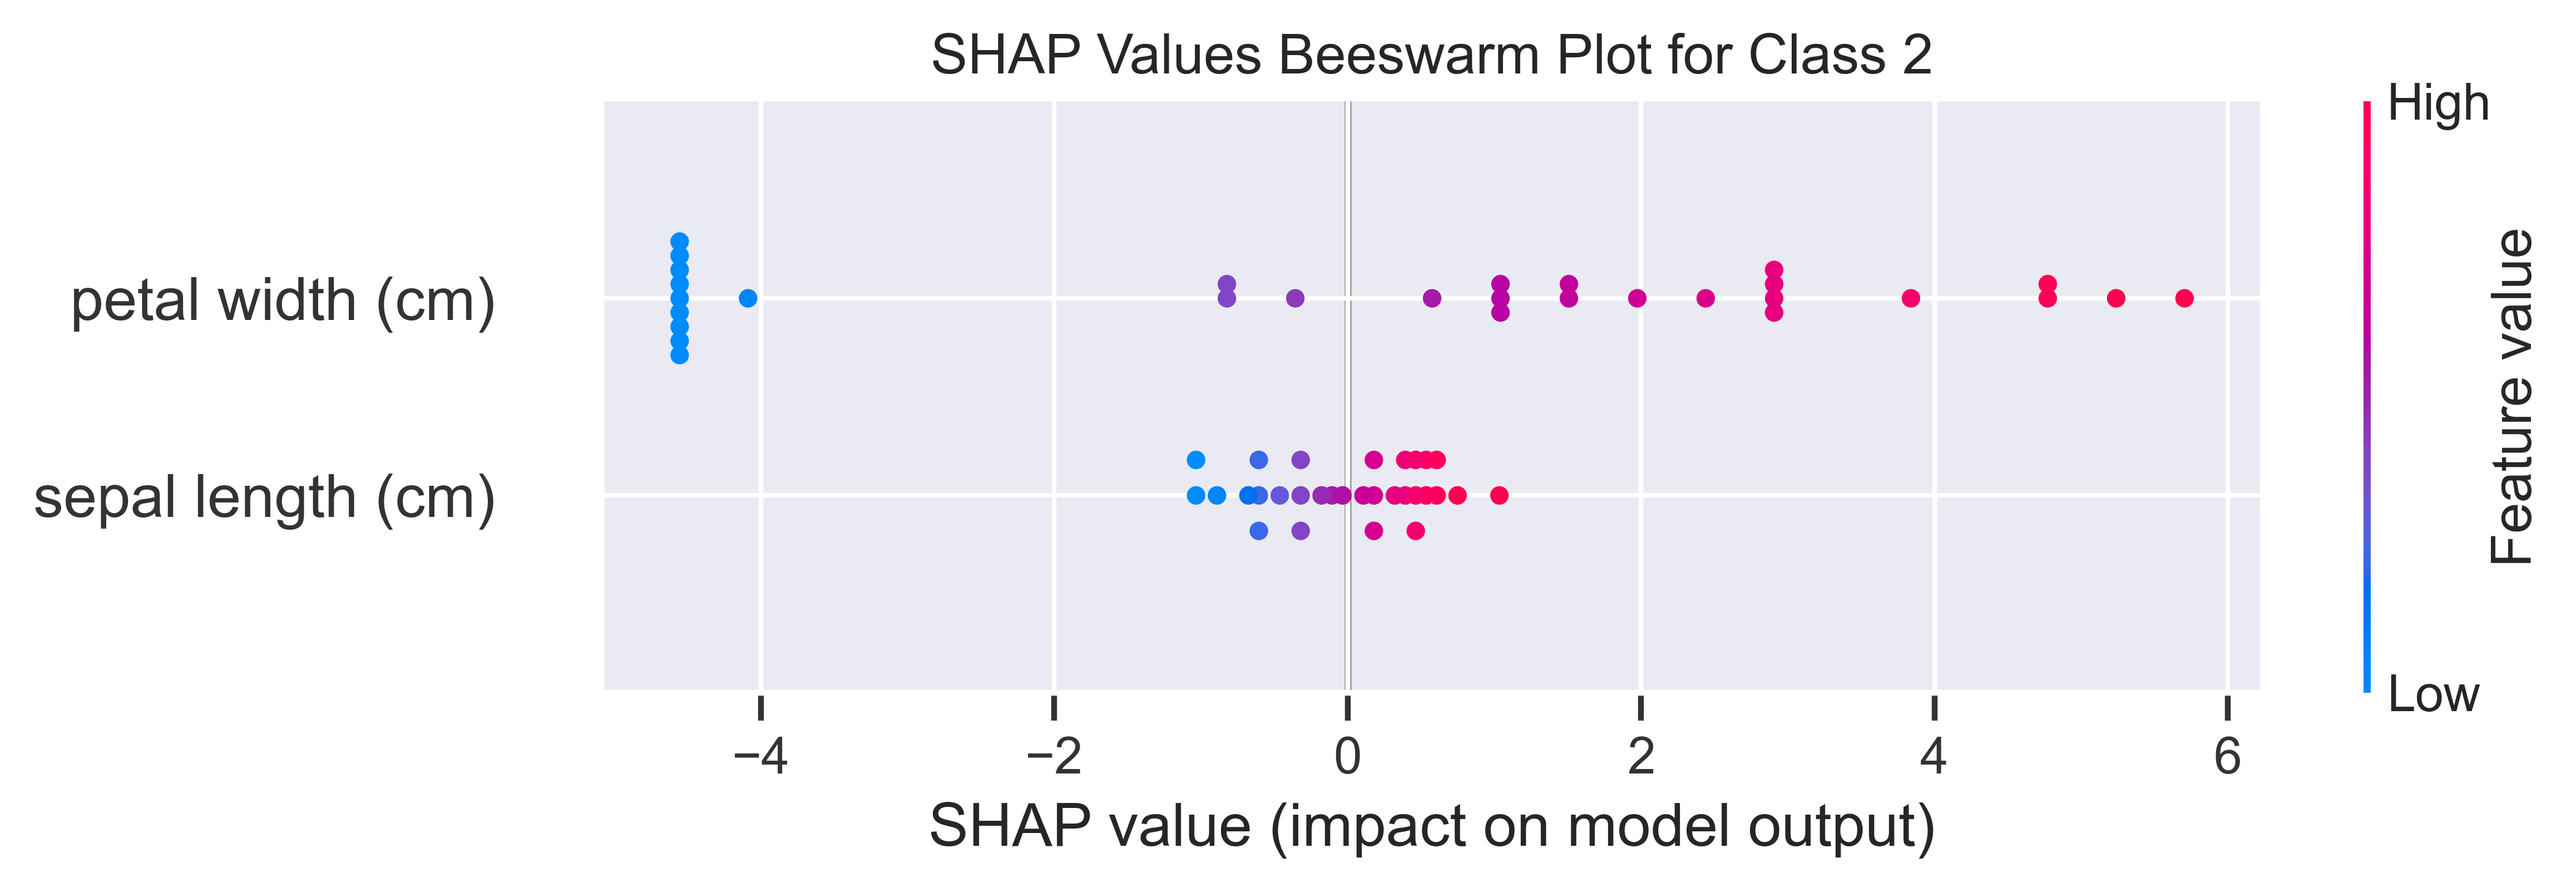 SHAP Values Beeswarm Plot for Class 2
High
petal width (cm)
sepal length (cm)
Feature value
Low
−4 −2 0 2 4 6
SHAP value (impact on model output)